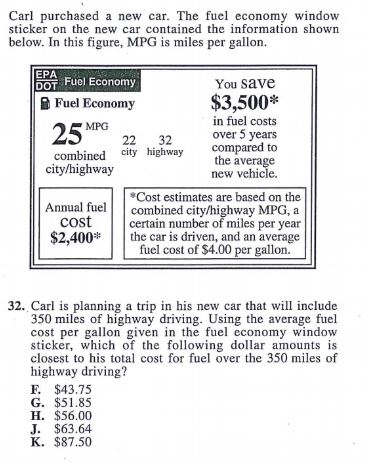 Carl purchased a new car. The fuel economy window
sticker on the new car contained the information shown
below. In this figure, MPG is miles per gallon.
EPA
DOT Fuel Economy
Fuel Economy
25 MPG
combined
city/highway
22
city
32
highway
You save
$3,500*
in fuel costs
over 5 years
compared to
the average
new vehicle.
Annual fuel
cost
$2,400*
*Cost estimates are based on the
combined city/highway MPG, a
certain number of miles per year
the car is driven, and an average
fuel cost of $4.00 per gallon.
32. Carl is planning a trip in his new car that will include
350 miles of highway driving. Using the average fuel
cost per gallon given in the fuel economy window
sticker, which of the following dollar amounts is
closest to his total cost for fuel over the 350 miles of
highway driving?
F. $43.75
G. $51.85
H. $56.00
J. $63.64
K. $87.50